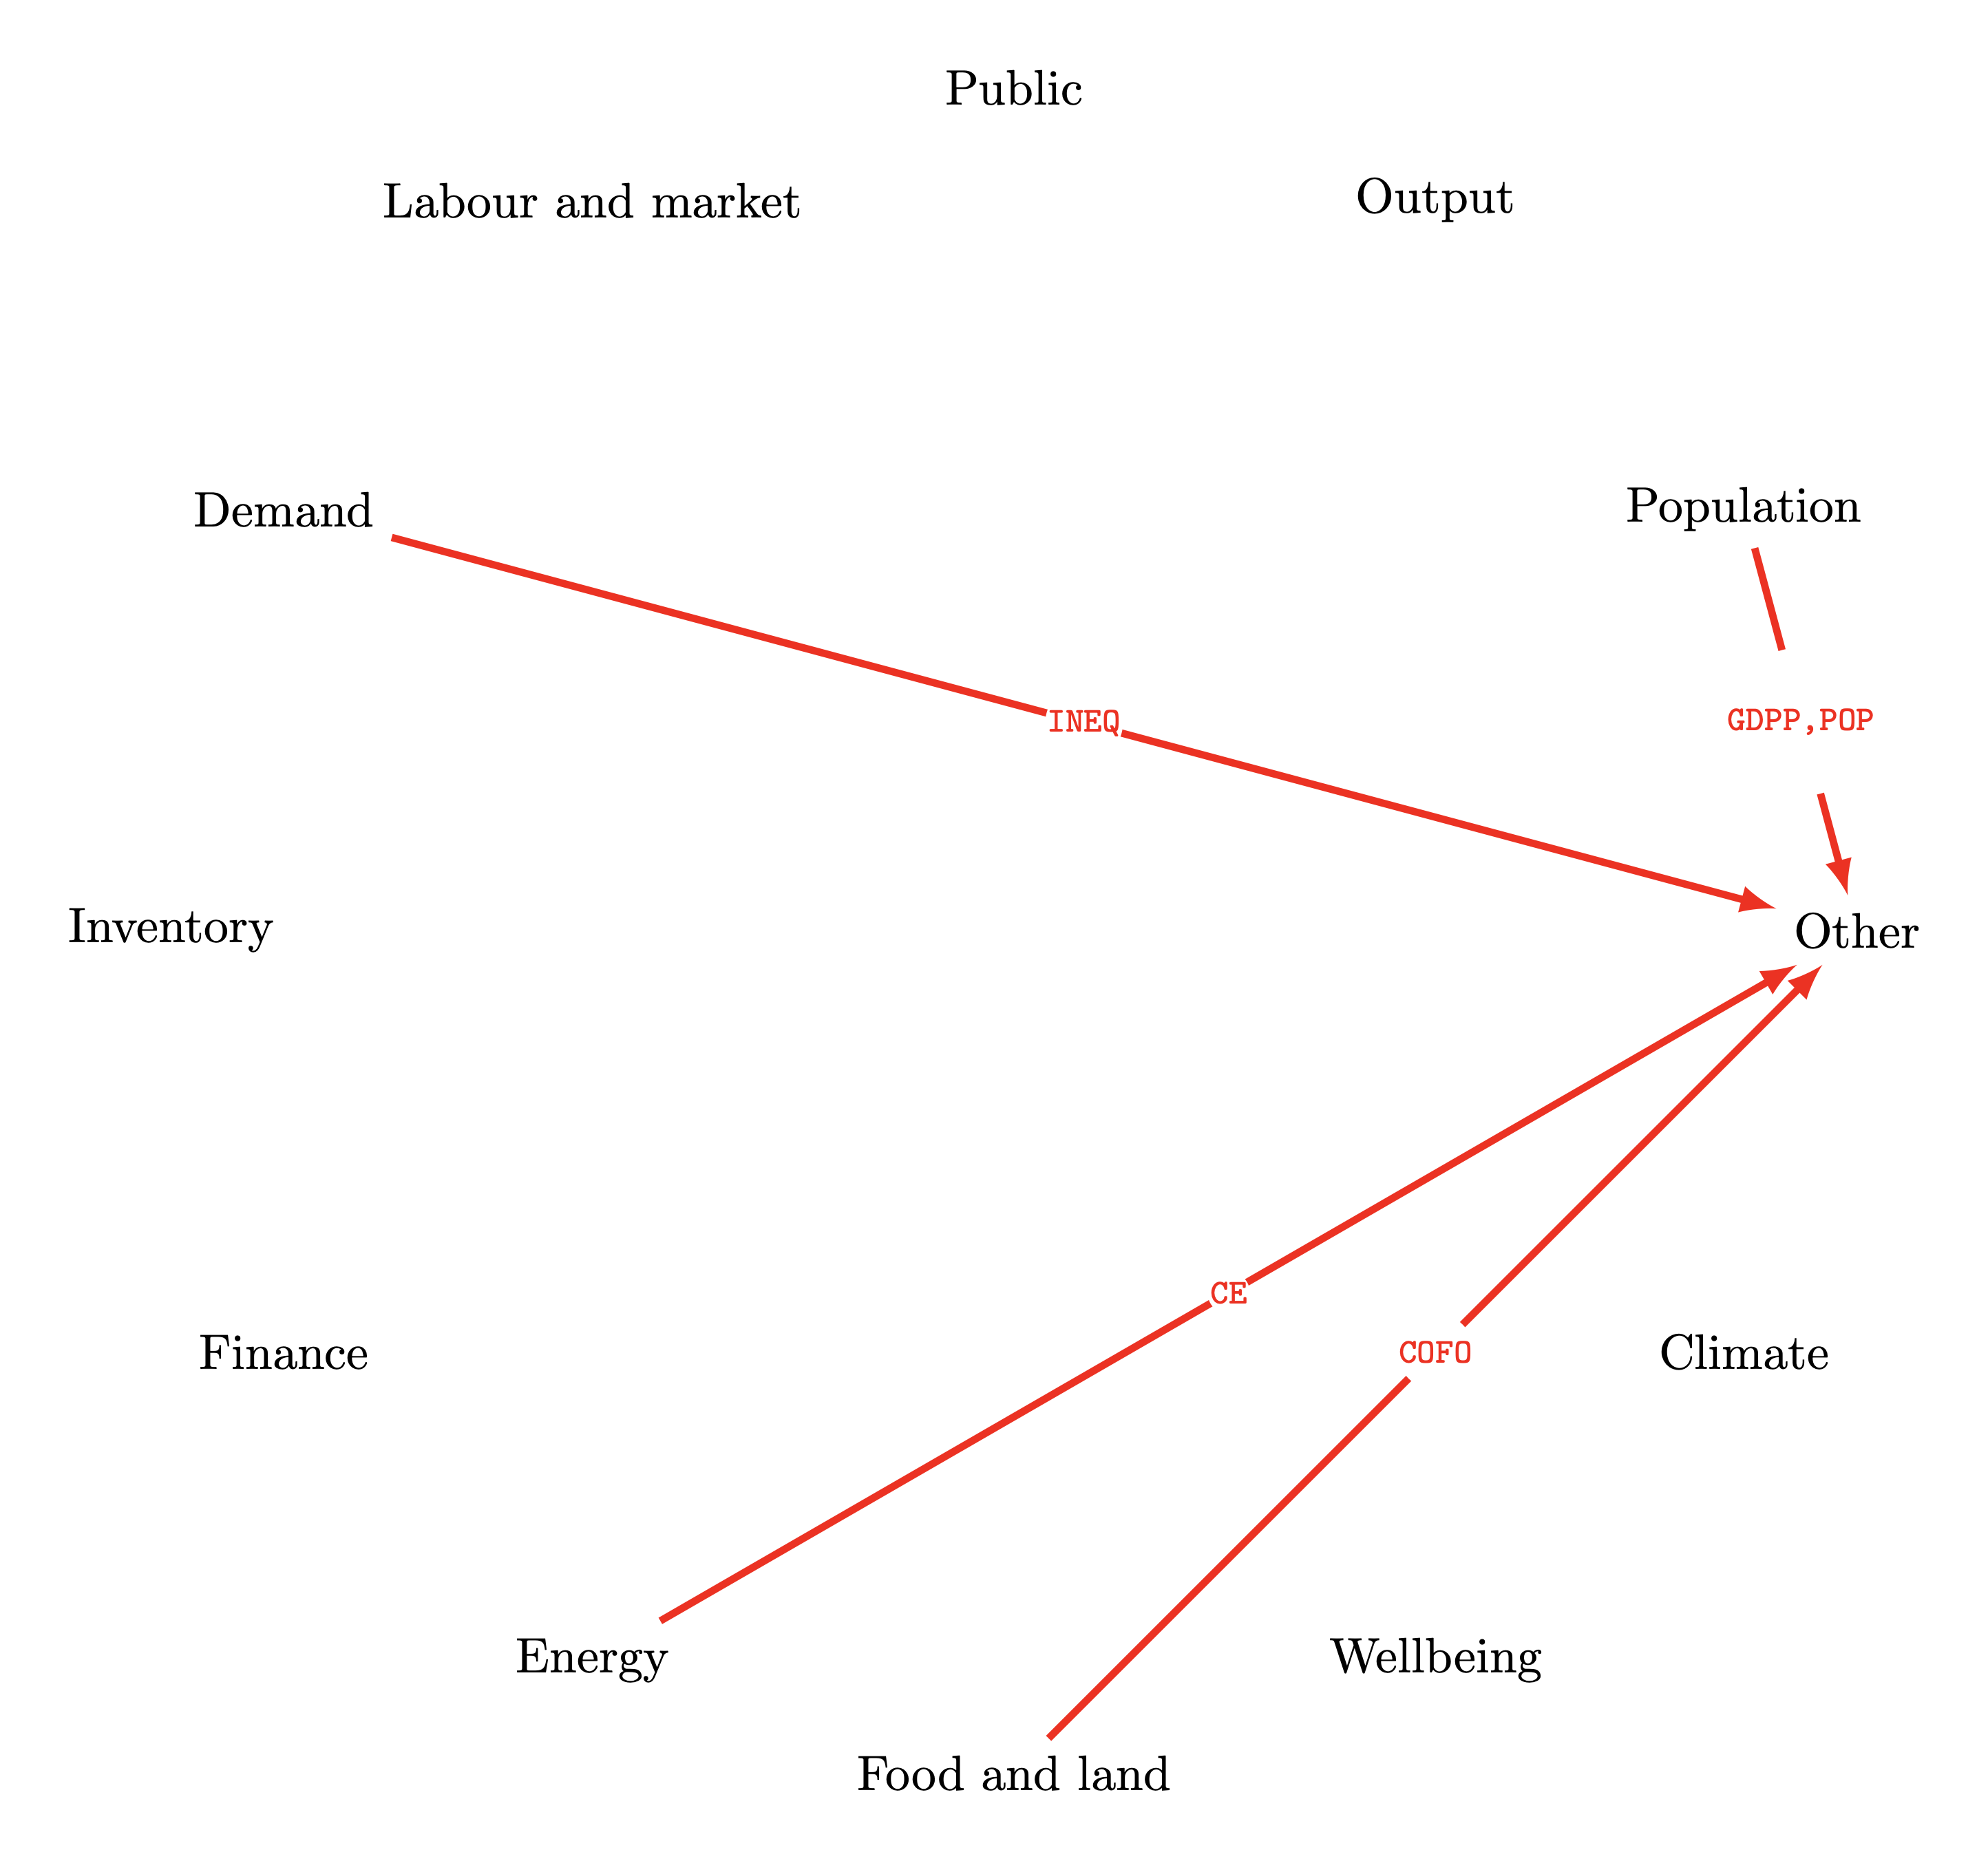 Public
Labour and market
Output
Demand
Population
INEQ
GDPP,POP
Inventory
Other
CE
COFO
Finance
Climate
Energy
Wellbeing
Food and land